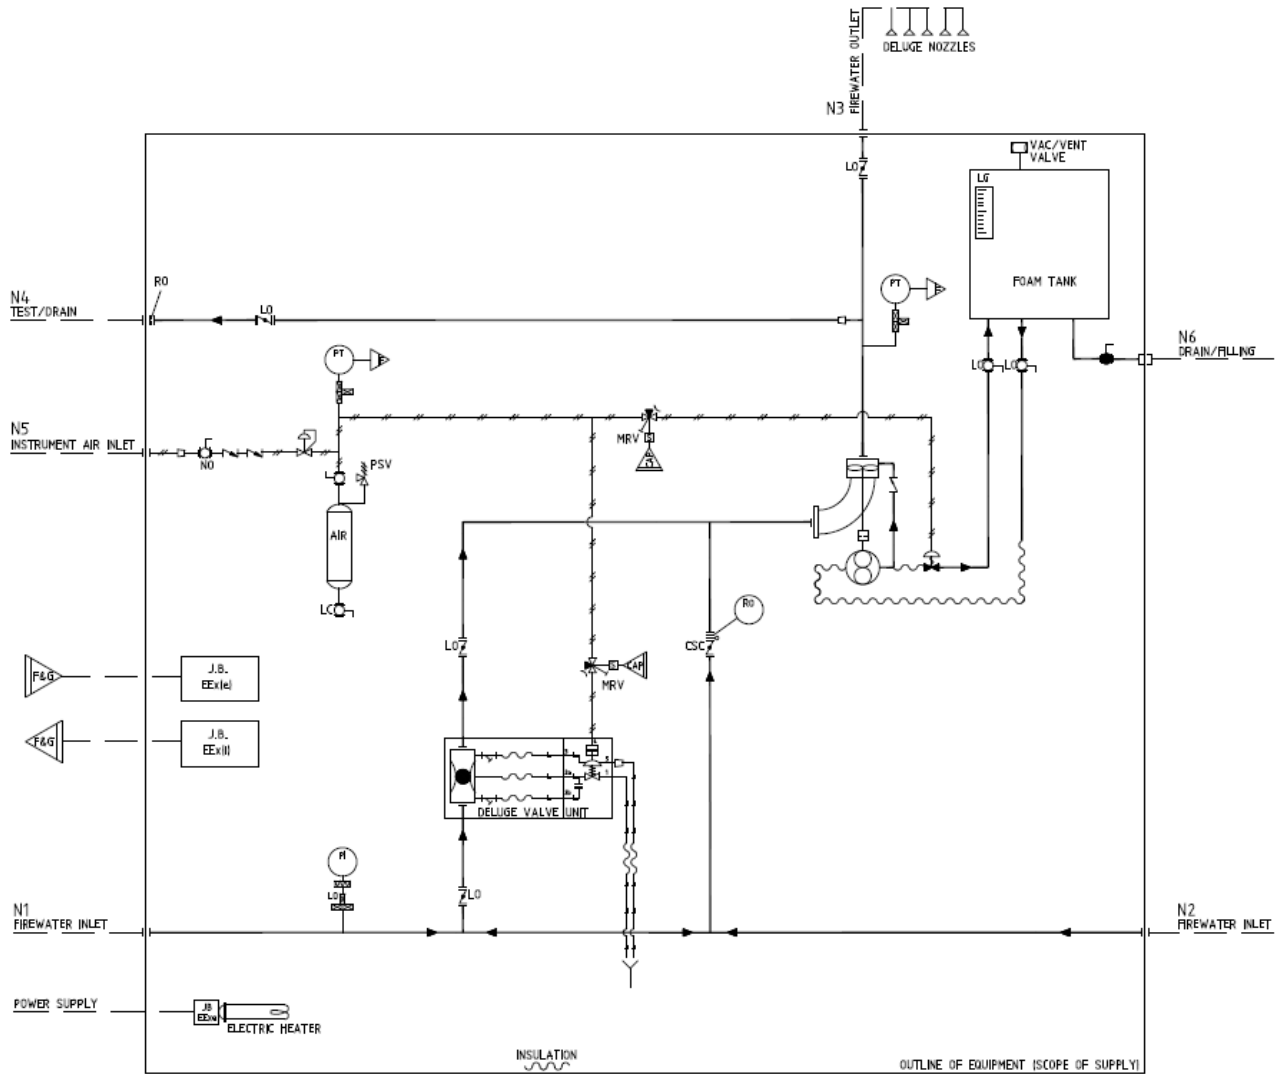 FIREWATER OUTLET
DELUGE NOZZLES
N3
LO
VAC/VENT
VALVE
LG
FOAM TANK
RO
N4
TEST/DRAIN
LO
PT
PT
N6
DRAIN/FILLING
LO
LO
N5
INSTRUMENT AIR INLET
NO
PSV
MRV
S
AIR
LC
RO
LO
CSC
S
CAP
MRV
F&G
J.B.
EEx(e)
F&G
J.B.
EEx(i)
DELUGE VALVE UNIT
PI
LO
LO
N1
FIREWATER INLET
N2
FIREWATER INLET
POWER SUPPLY
JB
EExe
ELECTRIC HEATER
INSULATION
OUTLINE OF EQUIPMENT (SCOPE OF SUPPLY)